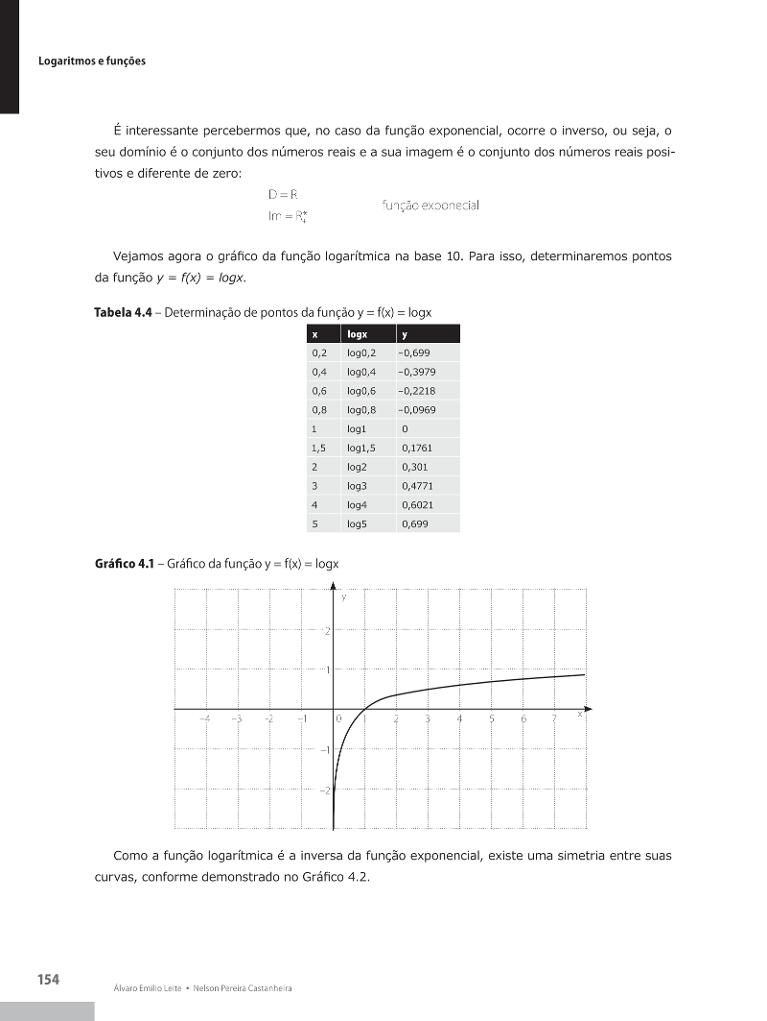 Logaritmos e funções
É interessante percebermos que, no caso da função exponencial, ocorre o inverso, ou seja, o
seu domínio é o conjunto dos números reais e a sua imagem é o conjunto dos números reais posi-
tivos e diferente de zero:
D = R
função exponecial
Im = R*+
Vejamos agora o gráfico da função logarítmica na base 10. Para isso, determinaremos pontos
da função y = f(x) = logx.
Tabela 4.4 – Determinação de pontos da função y = f(x) = logx
x logx y
0,2 log0,2 –0,699
0,4 log0,4 –0,3979
0,6 log0,6 –0,2218
0,8 log0,8 –0,0969
1 log1 0
1,5 log1,5 0,1761
2 log2 0,301
3 log3 0,4771
4 log4 0,6021
5 log5 0,699
Gráfico 4.1 – Gráfico da função y = f(x) = logx
y
2
1
–4 –3 –2 –1 0 1 2 3 4 5 6 7 x
–1
–2
Como a função logarítmica é a inversa da função exponencial, existe uma simetria entre suas
curvas, conforme demonstrado no Gráfico 4.2.
154
Álvaro Emílio Leite • Nelson Pereira Castanheira